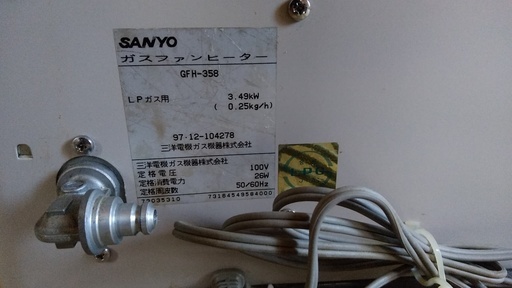 SANYO
ガスファンヒーター
GFH-358
LPガス用 3.49kW
( 0.25kg/h)
97·12-104278
三洋電機ガス機器株式会社
三洋電機ガス機器株式会社
定格電圧 100V
定格消費電力 26W
定格周波数 50/60Hz
73035310 73184549584000